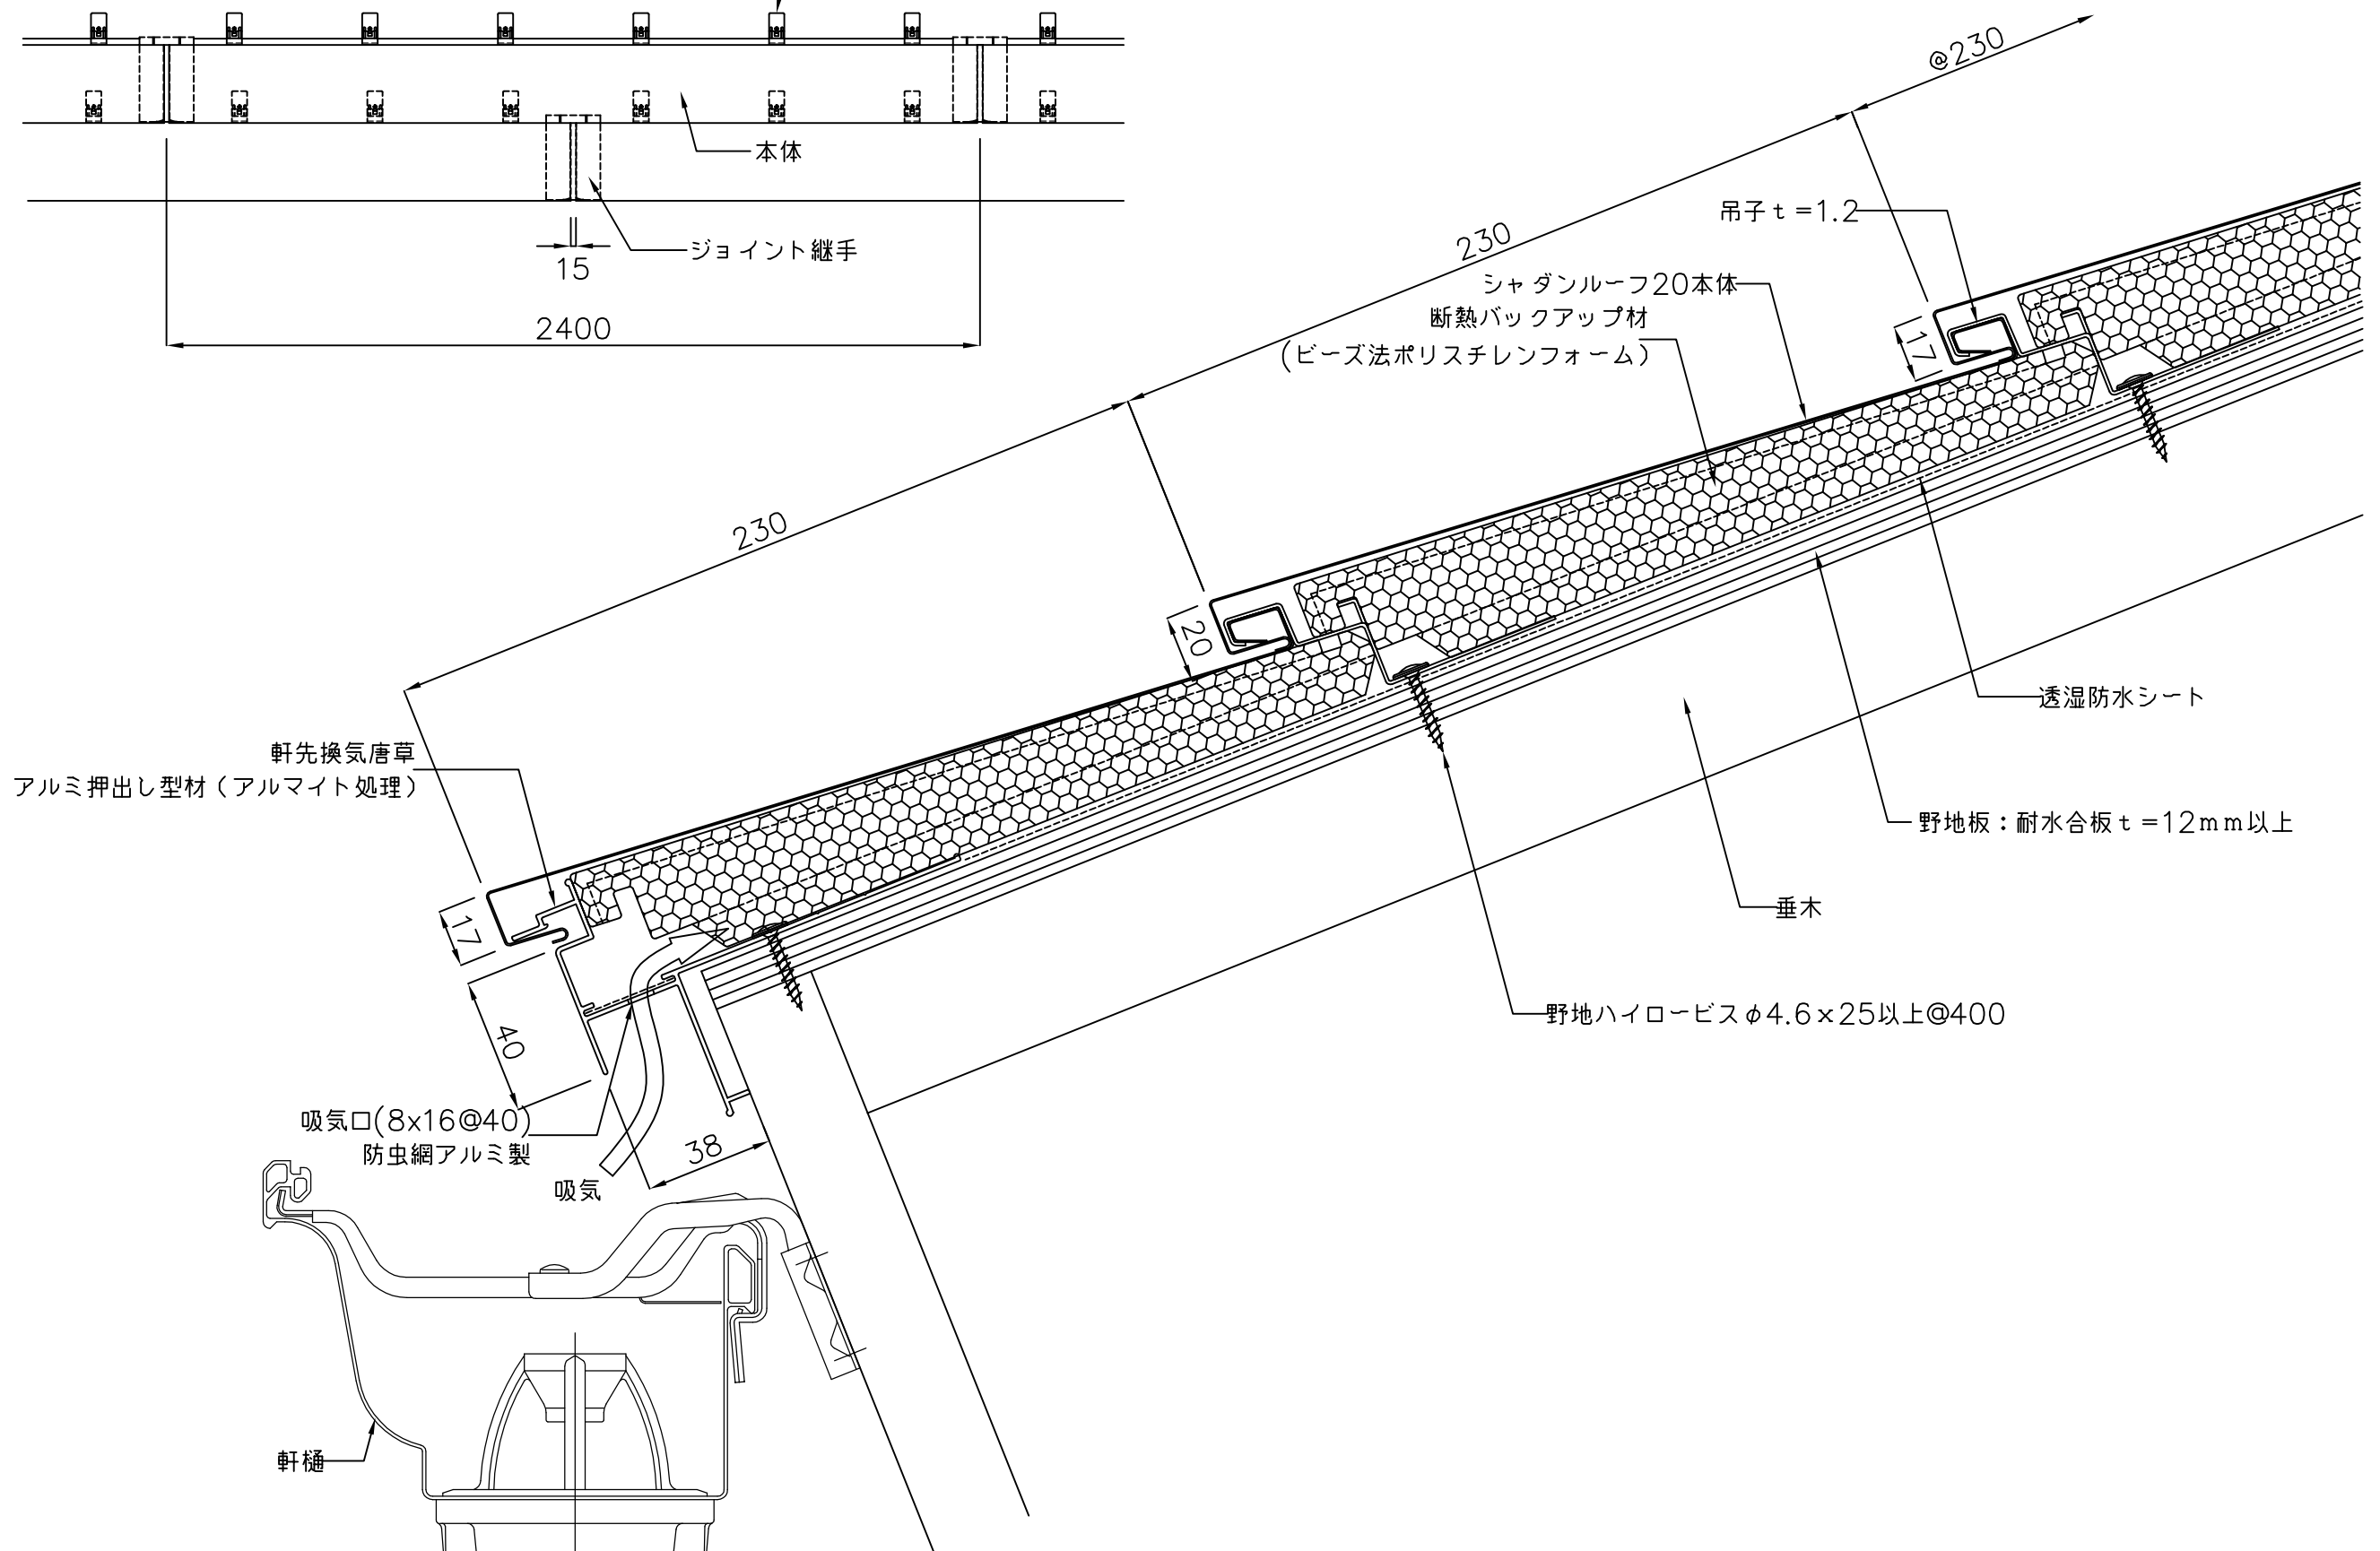 本体
ジョイント継手
15
2400
@230
230
吊子t=1.2
シャダンルーフ20本体
断熱バックアップ材
(ビーズ法ポリスチレンフォーム)
17
230
20
透湿防水シート
軒先換気唐草
アルミ押出し型材(アルマイト処理)
野地板:耐水合板t=12mm以上
17
垂木
野地ハイロービスφ4.6×25以上@400
40
吸気口(8x16@40)
防虫網アルミ製
38
吸気
軒樋